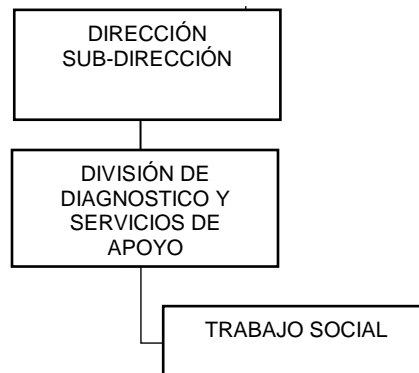 DIRECCIÓN
SUB-DIRECCIÓN
DIVISIÓN DE
DIAGNOSTICO Y
SERVICIOS DE
APOYO
TRABAJO SOCIAL